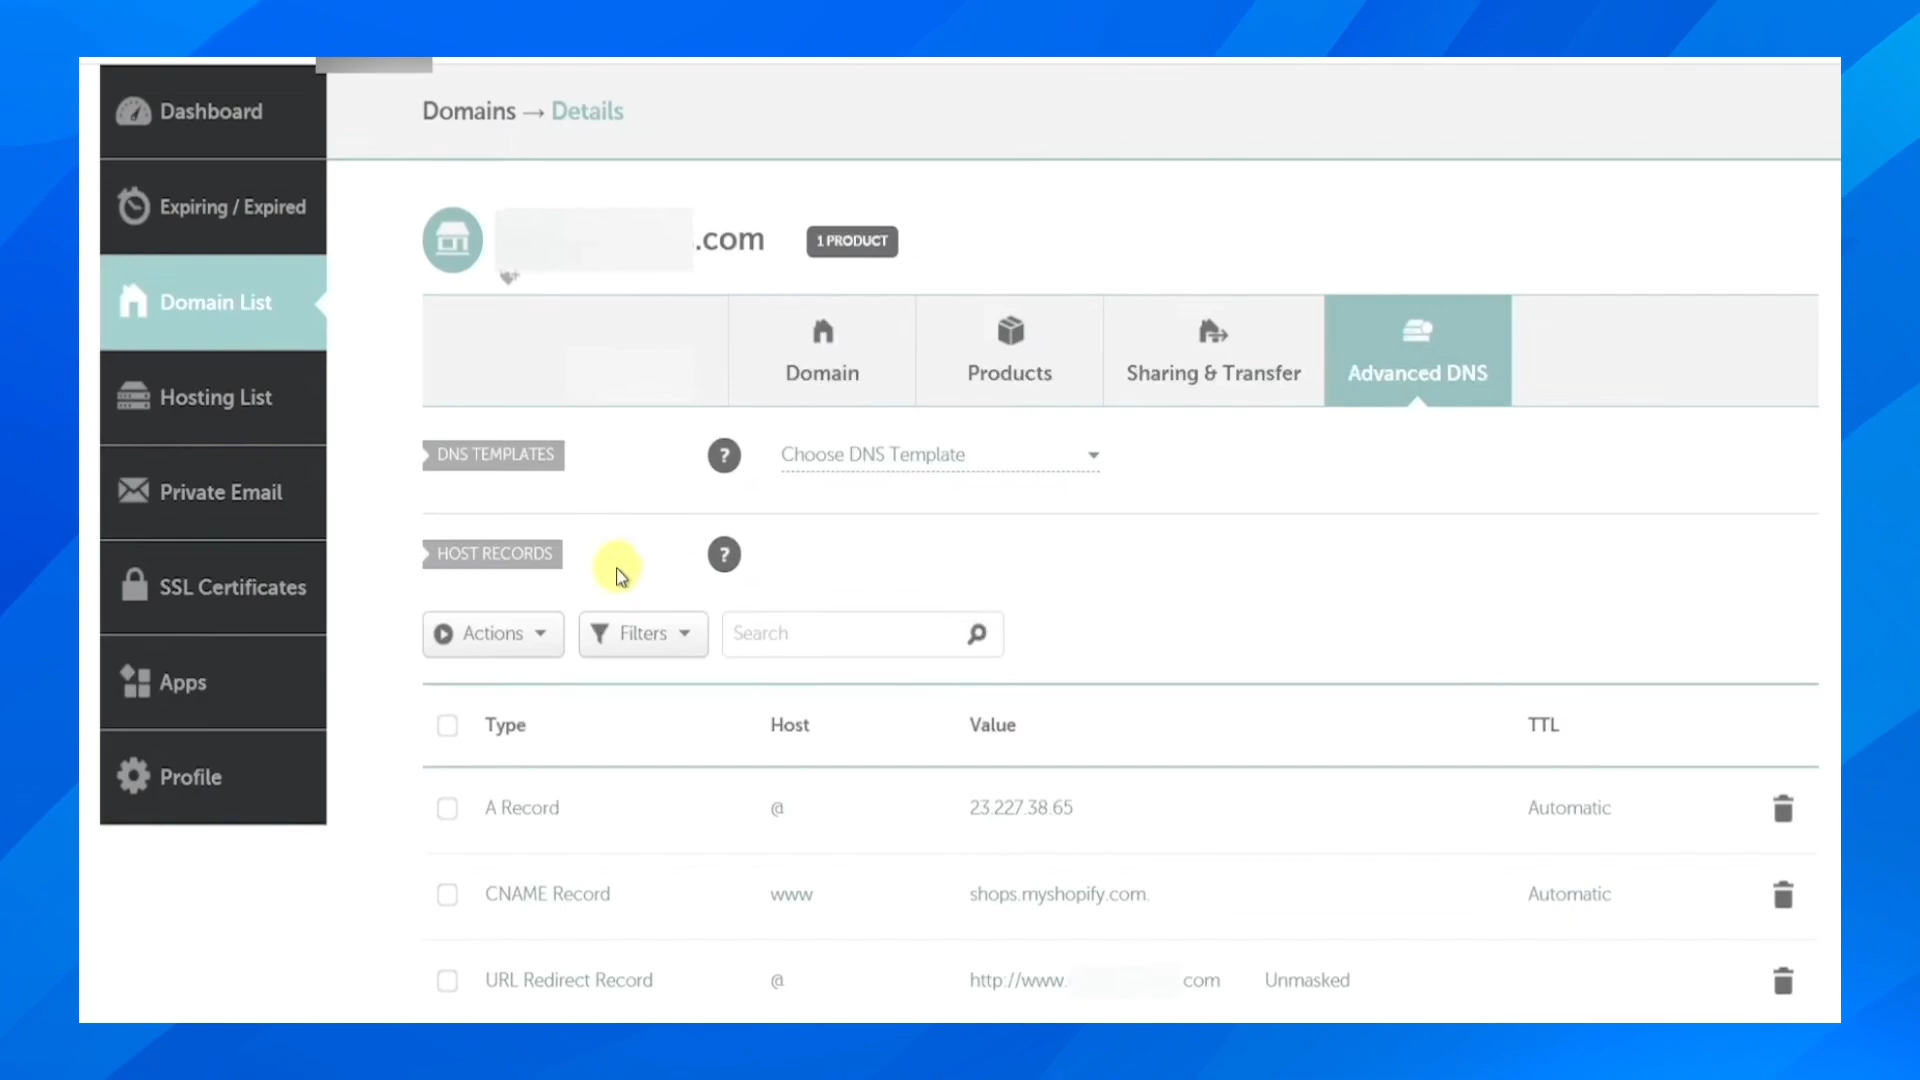 Dashboard
Expiring / Expired
Domain List
Hosting List
Private Email
SSL Certificates
Apps
Profile
Domains → Details
.com 1 PRODUCT
Domain Products Sharing & Transfer Advanced DNS
DNS TEMPLATES ? Choose DNS Template
HOST RECORDS ?
Actions Filters Search
Type Host Value TTL
A Record @ 23.227.38.65 Automatic
CNAME Record www shops.myshopify.com. Automatic
URL Redirect Record @ http://www. com Unmasked